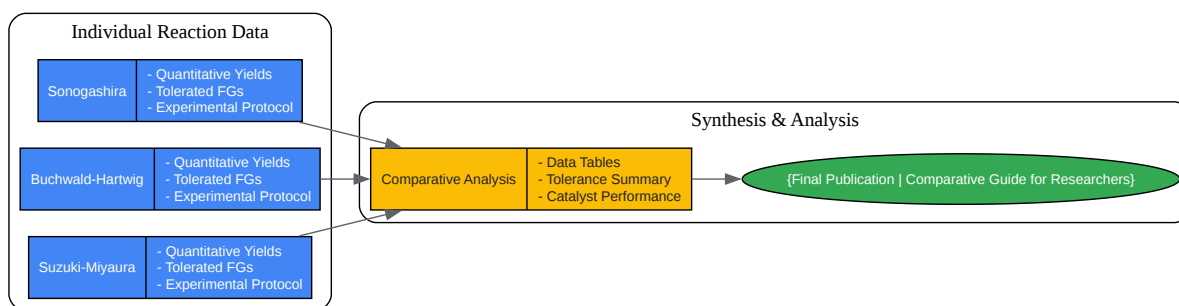 Individual Reaction Data
Sonogashira
- Quantitative Yields
- Tolerated FGs
- Experimental Protocol
Buchwald-Hartwig
- Quantitative Yields
- Tolerated FGs
- Experimental Protocol
Suzuki-Miyaura
- Quantitative Yields
- Tolerated FGs
- Experimental Protocol
Synthesis & Analysis
Comparative Analysis
- Data Tables
- Tolerance Summary
- Catalyst Performance
{Final Publication | Comparative Guide for Researchers}